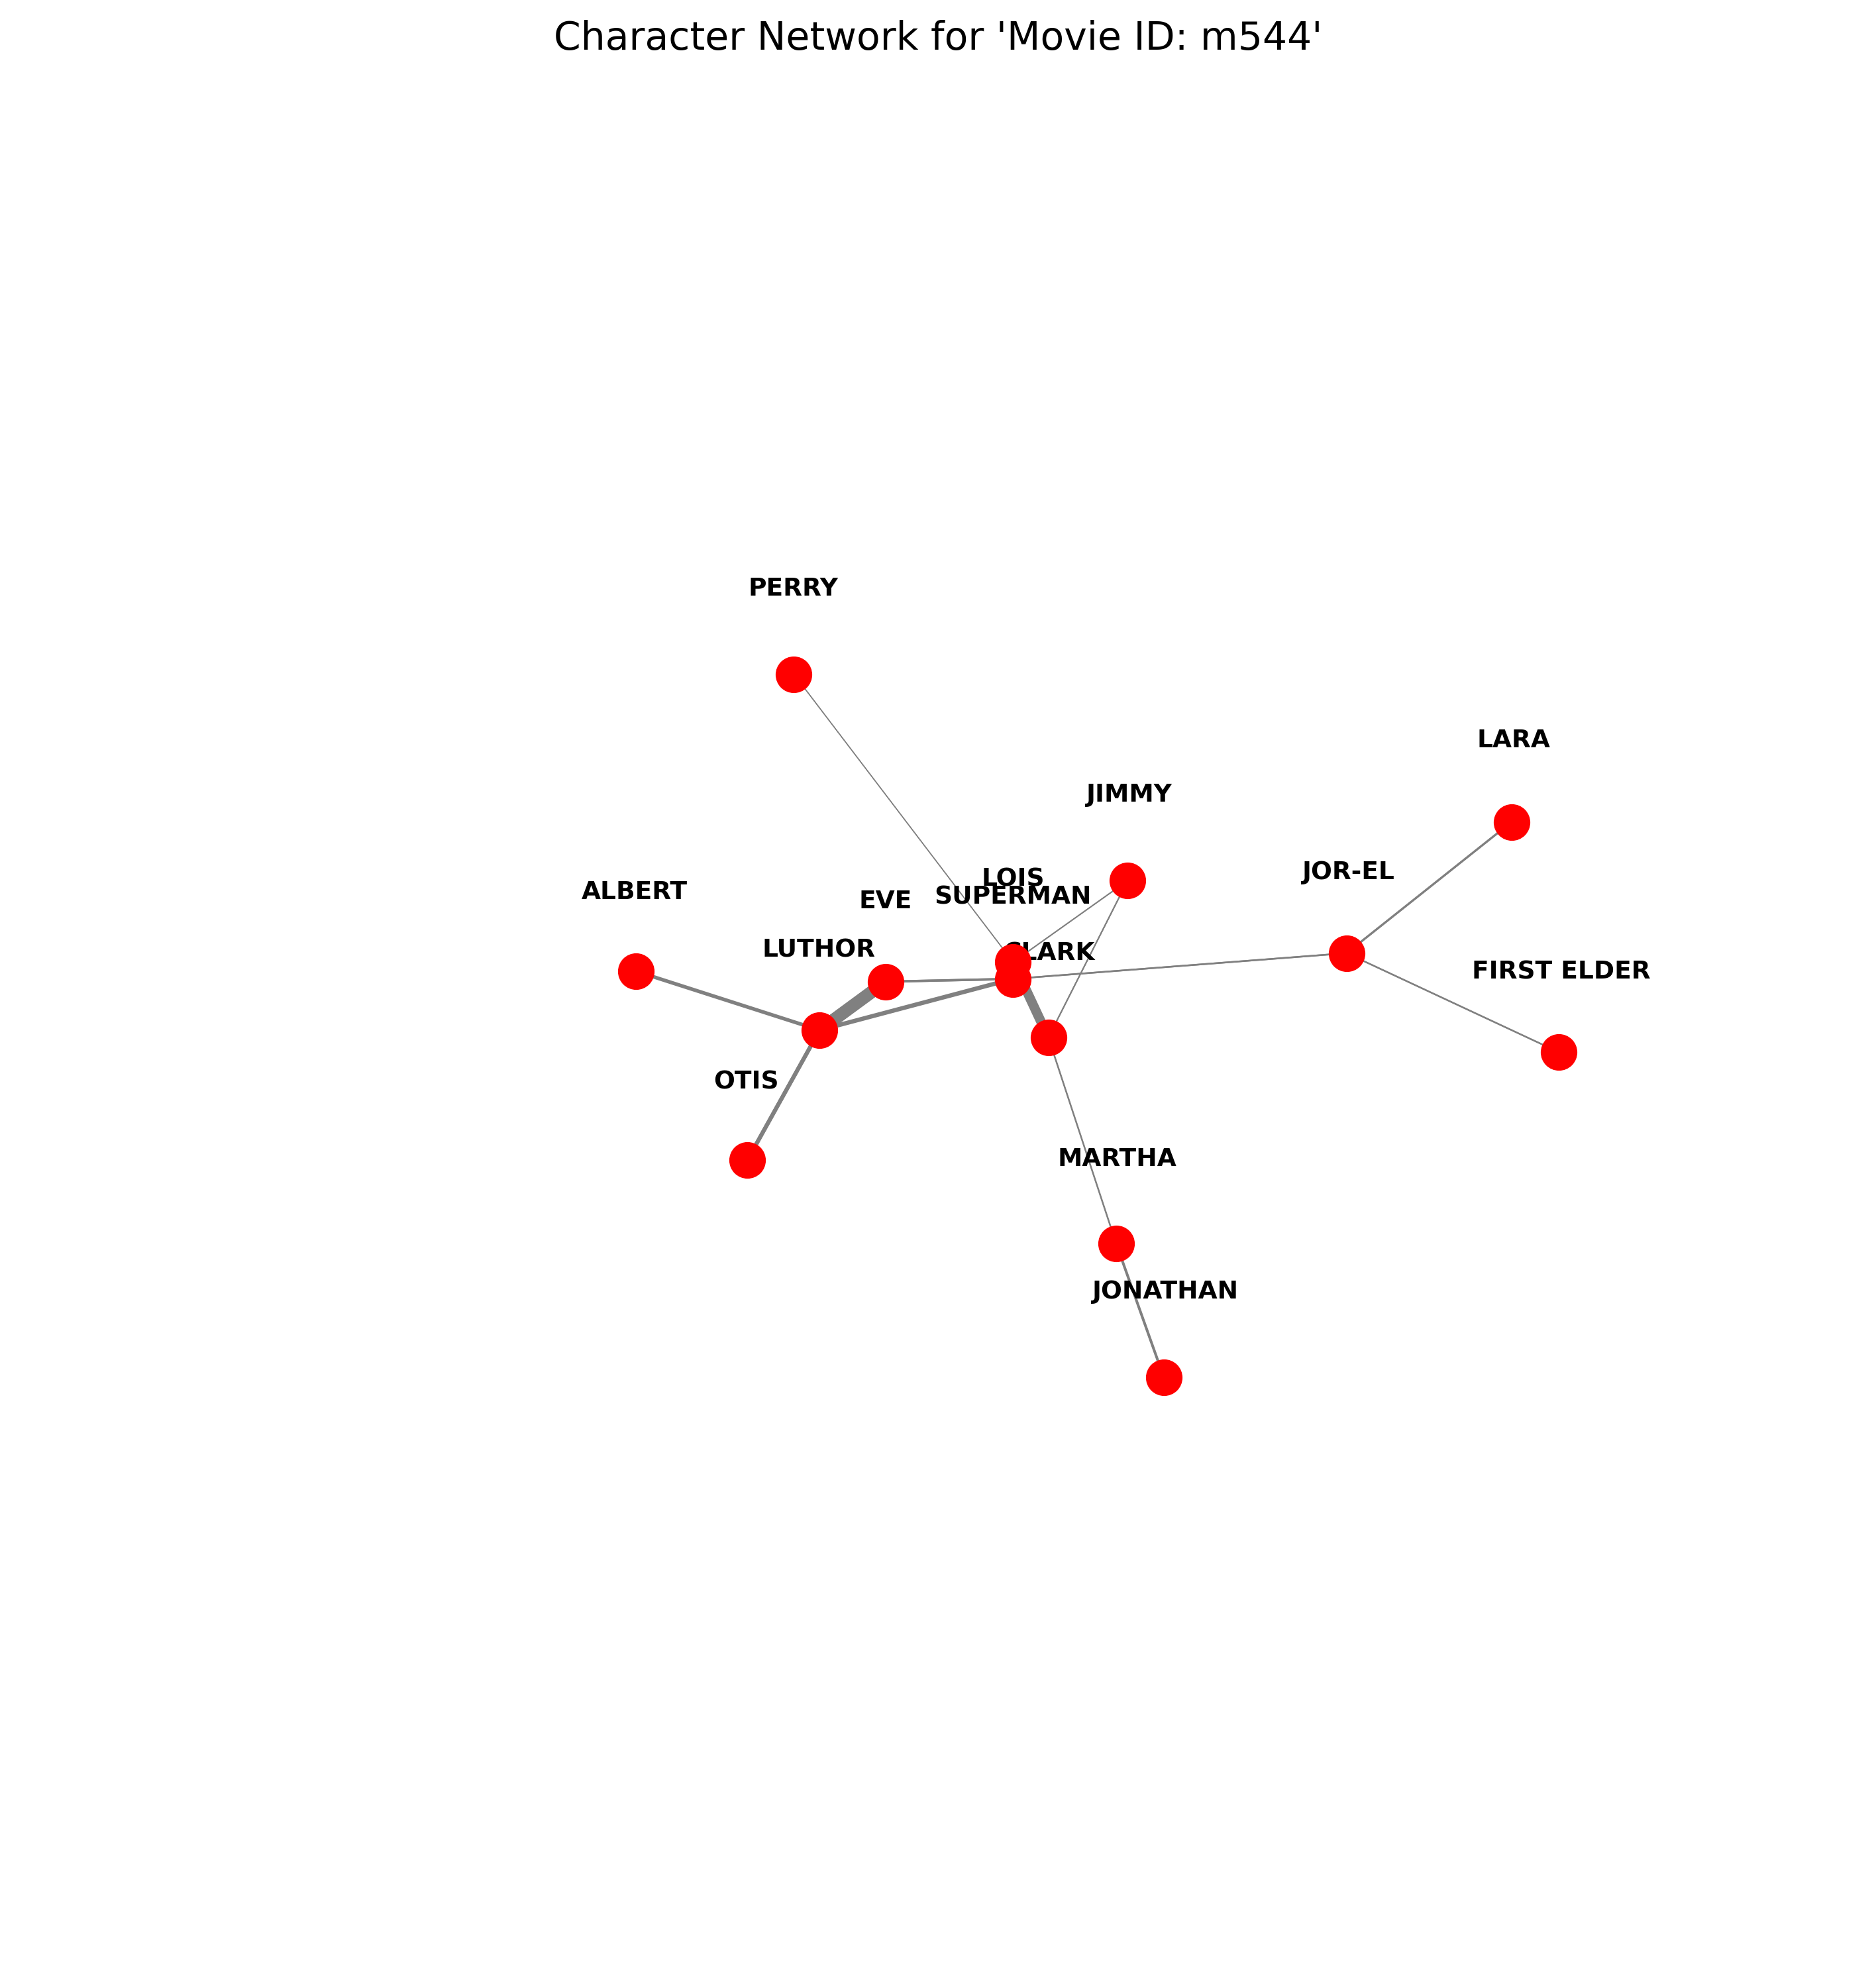 Character Network for 'Movie ID: m544'
PERRY
LARA
JIMMY
JOR-EL
LOIS
ALBERT
EVE
SUPERMAN
LUTHOR
CLARK
FIRST ELDER
OTIS
MARTHA
JONATHAN